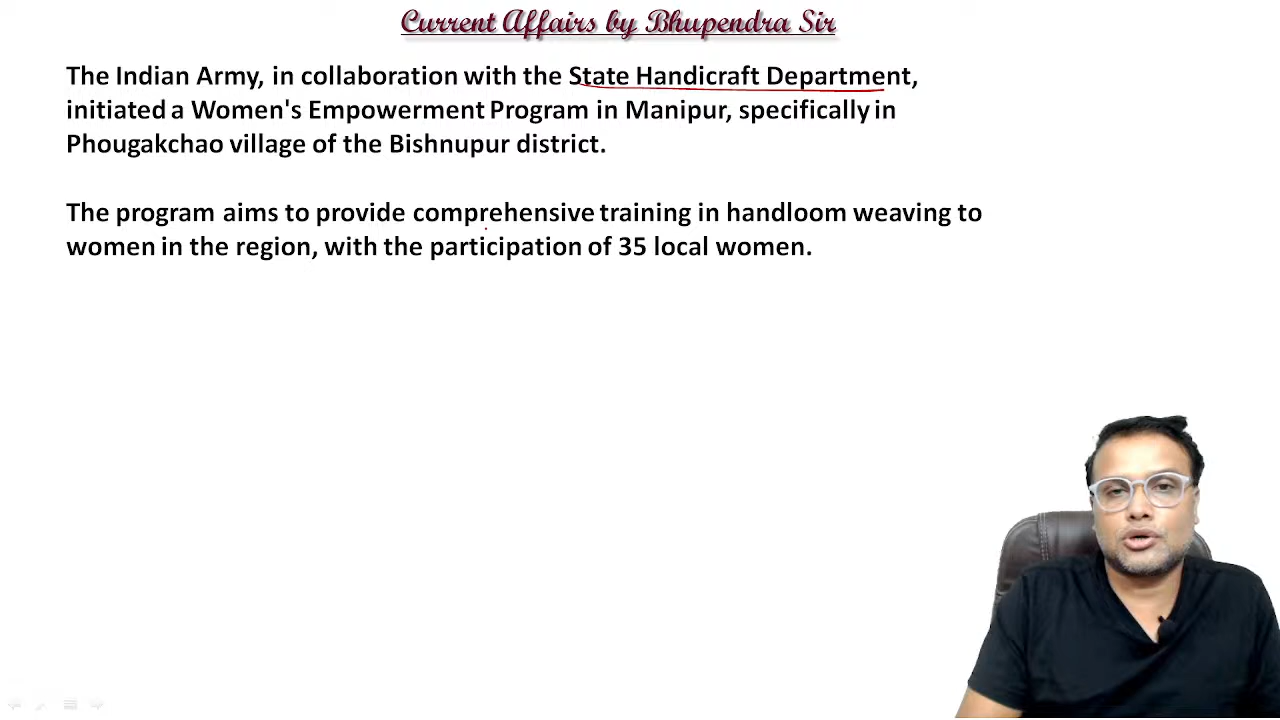 Current Affairs by Bhupendra Sir
The Indian Army, in collaboration with the State Handicraft Department,
initiated a Women's Empowerment Program in Manipur, specifically in
Phougakchao village of the Bishnupur district.
The program aims to provide comprehensive training in handloom weaving to
women in the region, with the participation of 35 local women.